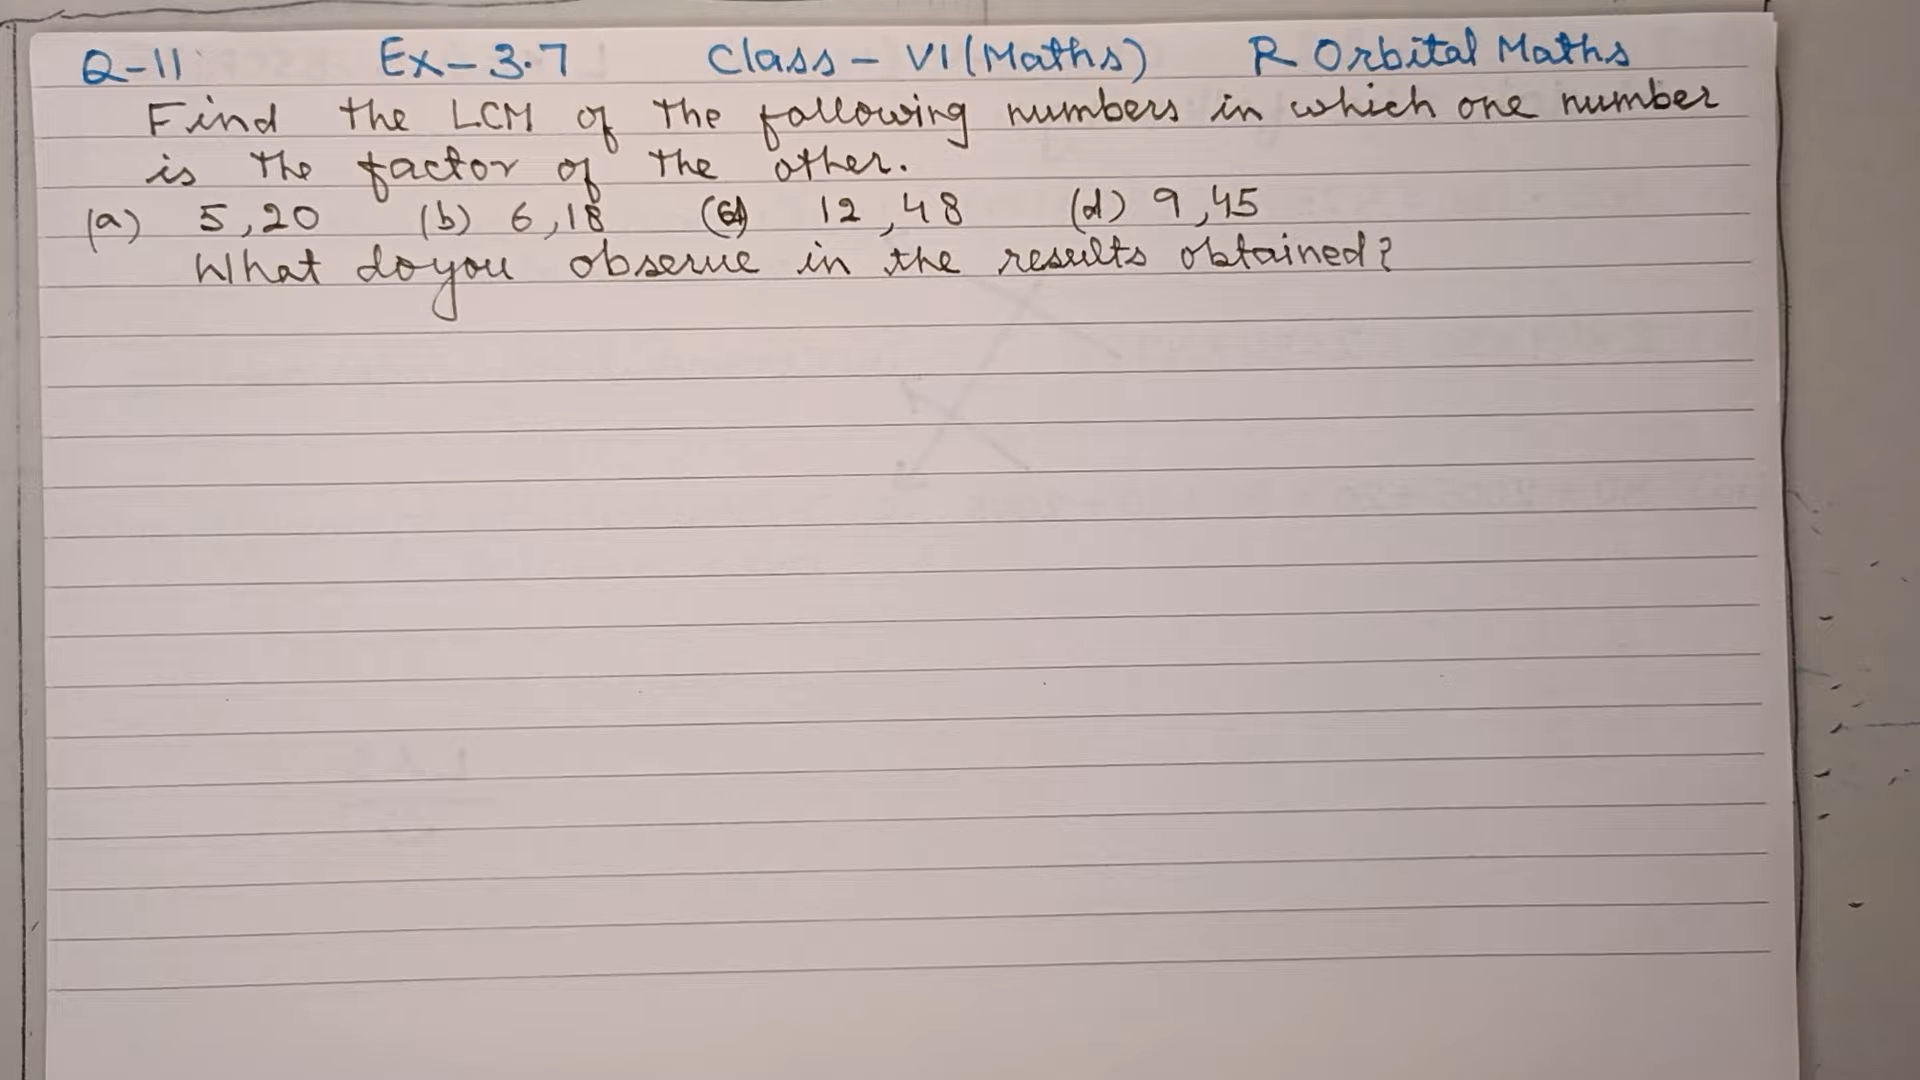 Q-11 Ex-3.7 Class - VI (Maths) R Orbital Maths
Find the LCM of the following numbers in which one number
is the factor of the other.
(a) 5,20 (b) 6,18 (c) 12,48 (d) 9,45
What do you observe in the results obtained?